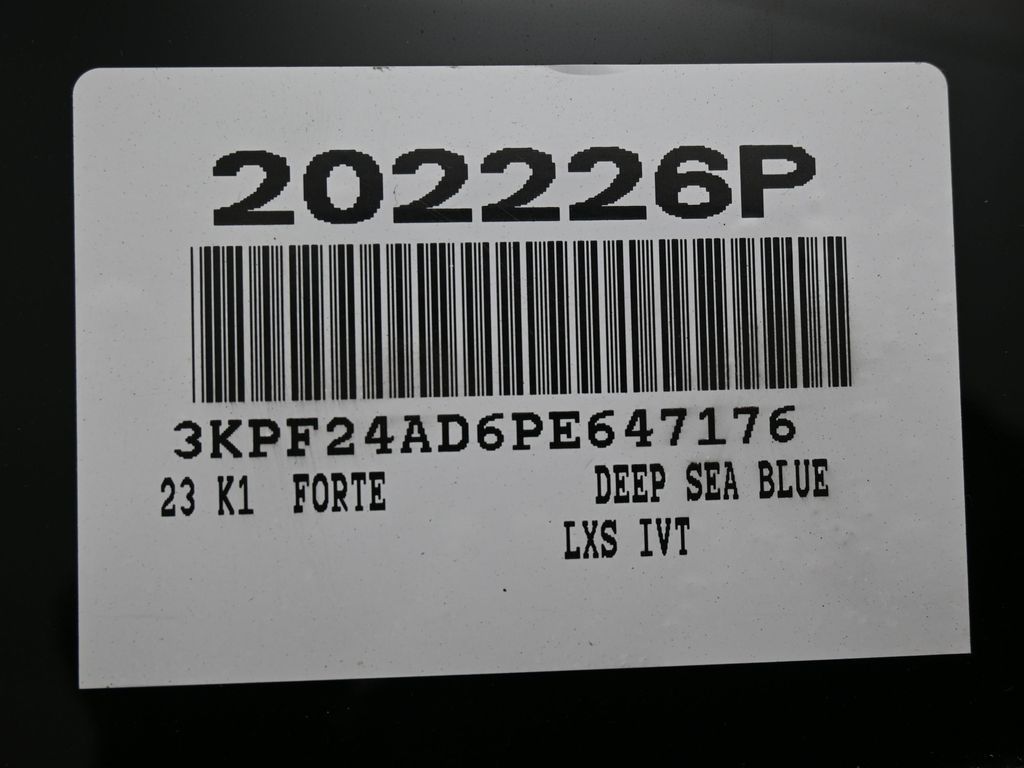 202226P
3KPF24AD6PE647176
23 K1 FORTE DEEP SEA BLUE
LXS IVT